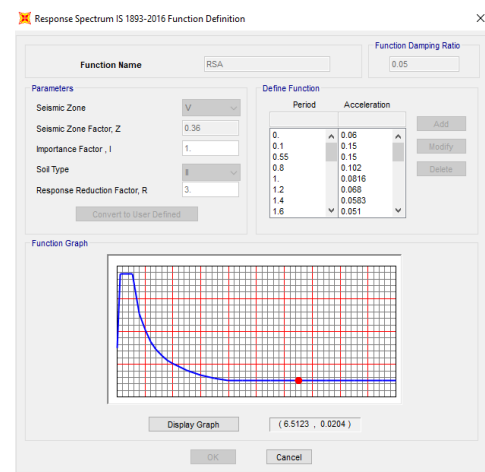 Response Spectrum IS 1893-2016 Function Definition
Function Damping Ratio
Function Name RSA 0.05
Parameters
Seismic Zone V
Seismic Zone Factor, Z 0.36
Importance Factor , I 1.
Soil Type II
Response Reduction Factor, R 3.
Convert to User Defined
Define Function
Period Acceleration
0. 0.06
0.1 0.15
0.55 0.15
0.8 0.102
1. 0.0816
1.2 0.068
1.4 0.0583
1.6 0.051
Add
Modify
Delete
Function Graph
Display Graph (6.5123 , 0.0204 )
OK Cancel